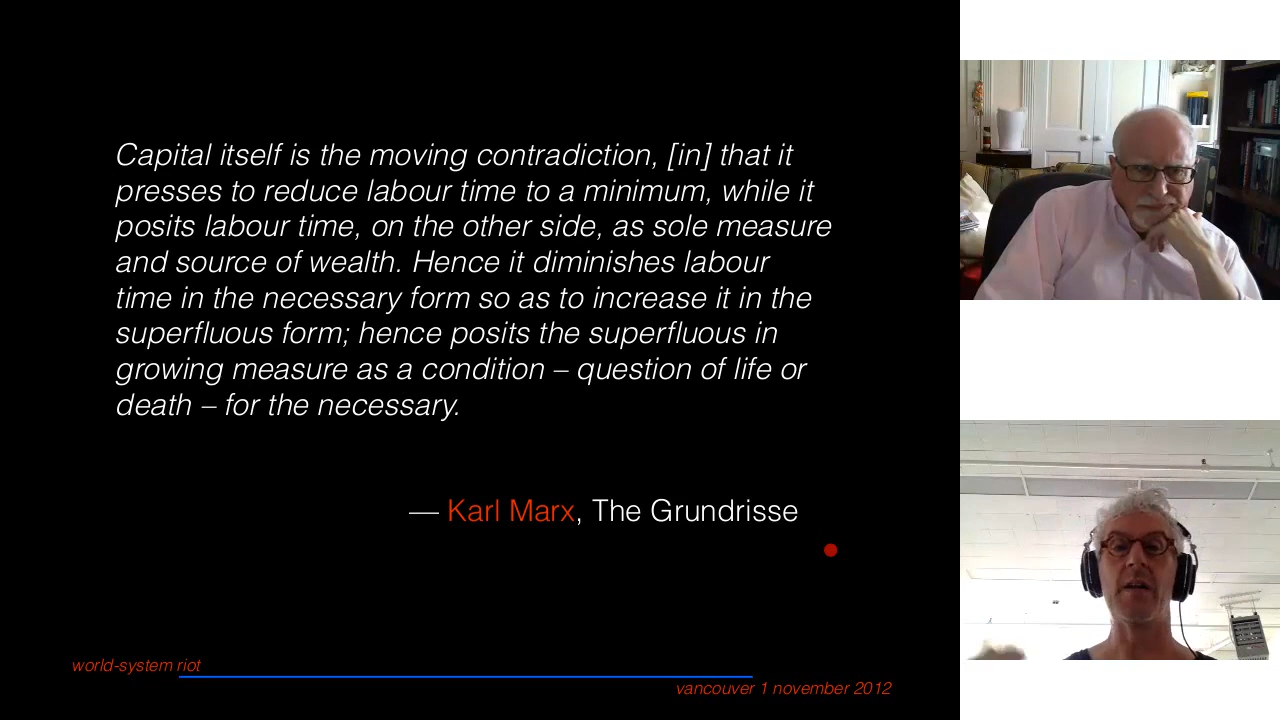 Capital itself is the moving contradiction, [in] that it
presses to reduce labour time to a minimum, while it
posits labour time, on the other side, as sole measure
and source of wealth. Hence it diminishes labour
time in the necessary form so as to increase it in the
superfluous form; hence posits the superfluous in
growing measure as a condition – question of life or
death – for the necessary.
— Karl Marx, The Grundrisse
world-system riot
vancouver 1 november 2012